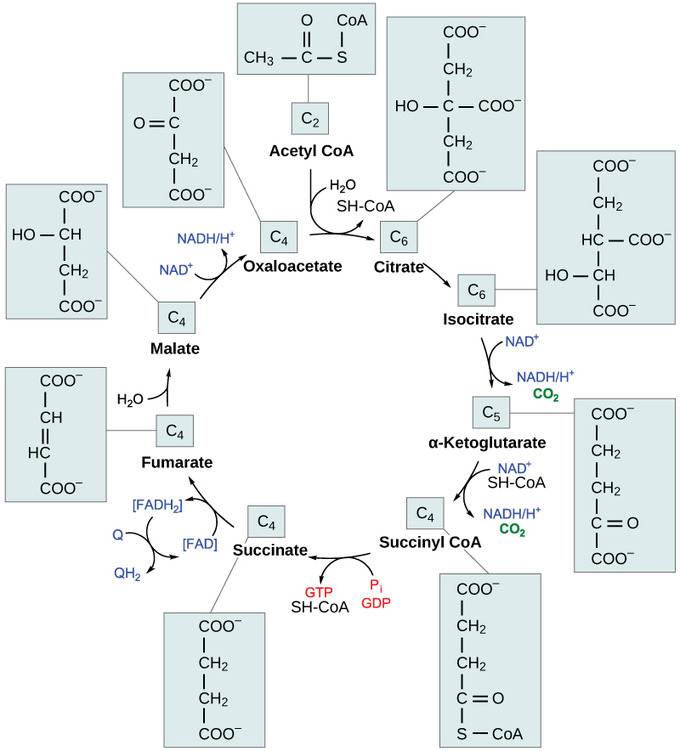 O CoA
CH₃ — C — S
C₂
Acetyl CoA
COO⁻
CH₂
HO — C — COO⁻
CH₂
COO⁻
COO⁻
O = C
CH₂
COO⁻
H₂O
SH-CoA
C₄
Oxaloacetate
C₆
Citrate
COO⁻
CH₂
HC — COO⁻
HO — CH
COO⁻
C₆
Isocitrate
COO⁻
HO — CH
CH₂
COO⁻
NADH/H⁺
NAD⁺
C₄
Malate
NAD⁺
NADH/H⁺
CO₂
C₅
α-Ketoglutarate
COO⁻
CH₂
CH₂
C = O
COO⁻
H₂O
COO⁻
CH
HC
COO⁻
C₄
Fumarate
NAD⁺
SH-CoA
NADH/H⁺
CO₂
C₄
Succinyl CoA
COO⁻
CH₂
CH₂
C = O
S — CoA
[FADH₂]
Q
[FAD]
QH₂
C₄
Succinate
GTP
SH-CoA
Pᵢ
GDP
COO⁻
CH₂
CH₂
COO⁻